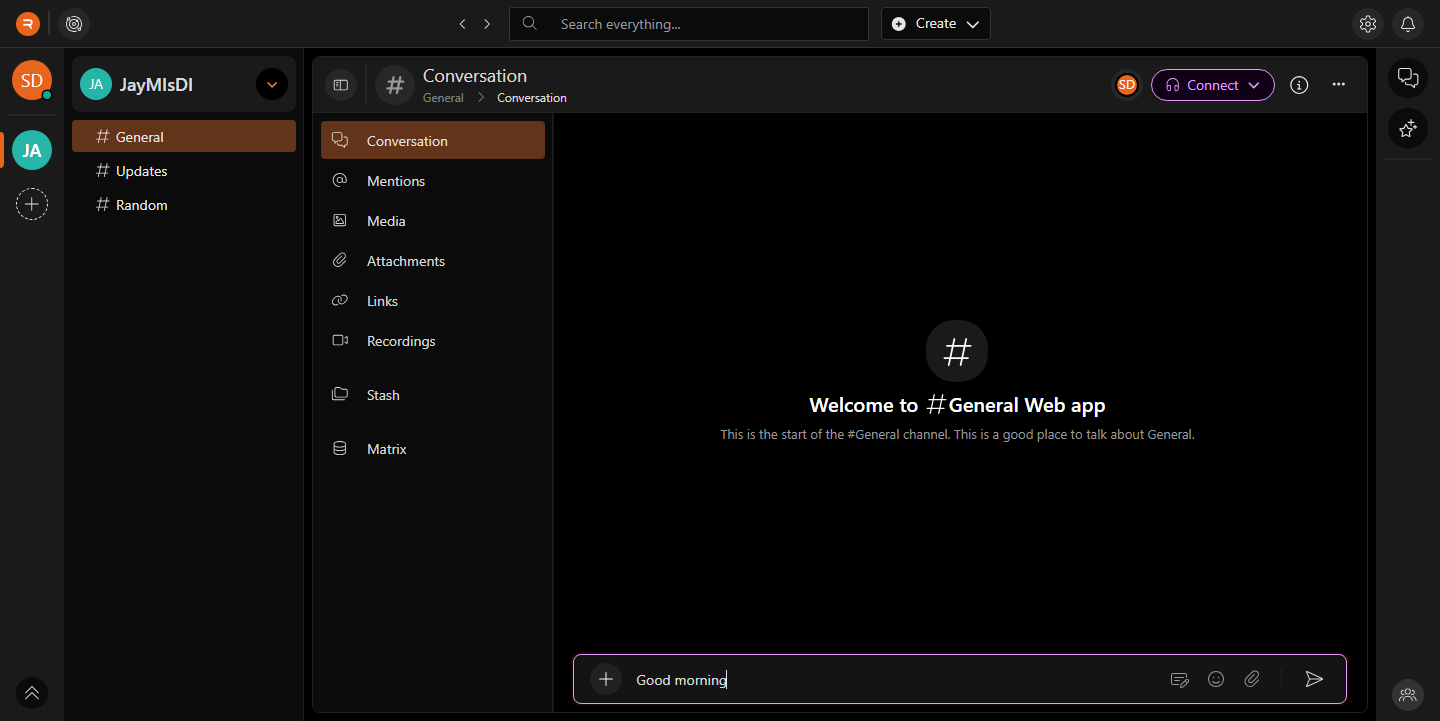 Search everything...
Create
SD
JA
JA
JayMIsDI
General
Updates
Random
Conversation
General
Conversation
SD
Connect
Conversation
Mentions
Media
Attachments
Links
Recordings
Stash
Matrix
Welcome to #General Web app
This is the start of the #General channel. This is a good place to talk about General.
Good morning